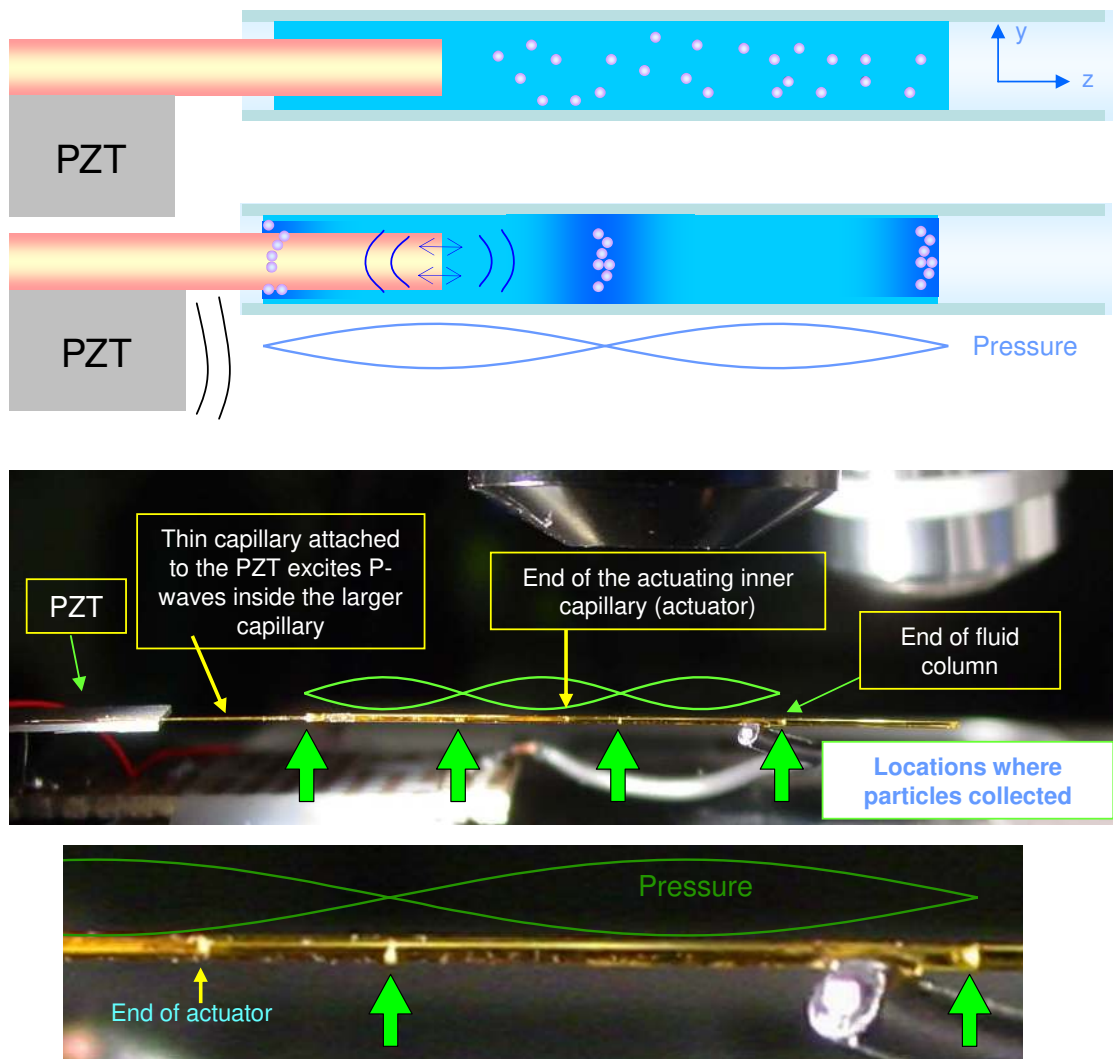 y
z
PZT
PZT
Pressure
Thin capillary attached
to the PZT excites P-
waves inside the larger
capillary
PZT
End of the actuating inner
capillary (actuator)
End of fluid
column
Locations where
particles collected
Pressure
End of actuator